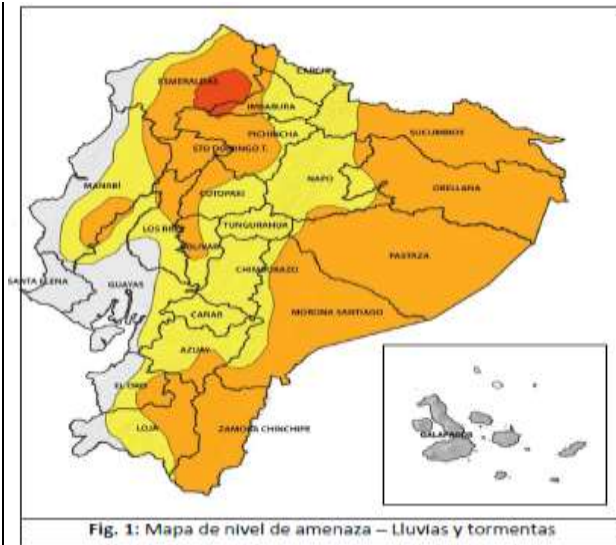 ESMERALDAS
CARCHI
IMBABURA
PICHINCHA
SUCUMBIOS
STO DOMINGO T.
NAPO
MANABÍ
COTOPAXI
ORELLANA
LOS RIOS
TUNGURAHUA
BOLIVAR
PASTAZA
CHIMBORAZO
SANTA ELENA
GUAYAS
MORONA SANTIAGO
CAÑAR
AZUAY
EL ORO
LOJA
ZAMORA CHINCHIPE
GALAPAGOS
Fig. 1: Mapa de nivel de amenaza – Lluvias y tormentas